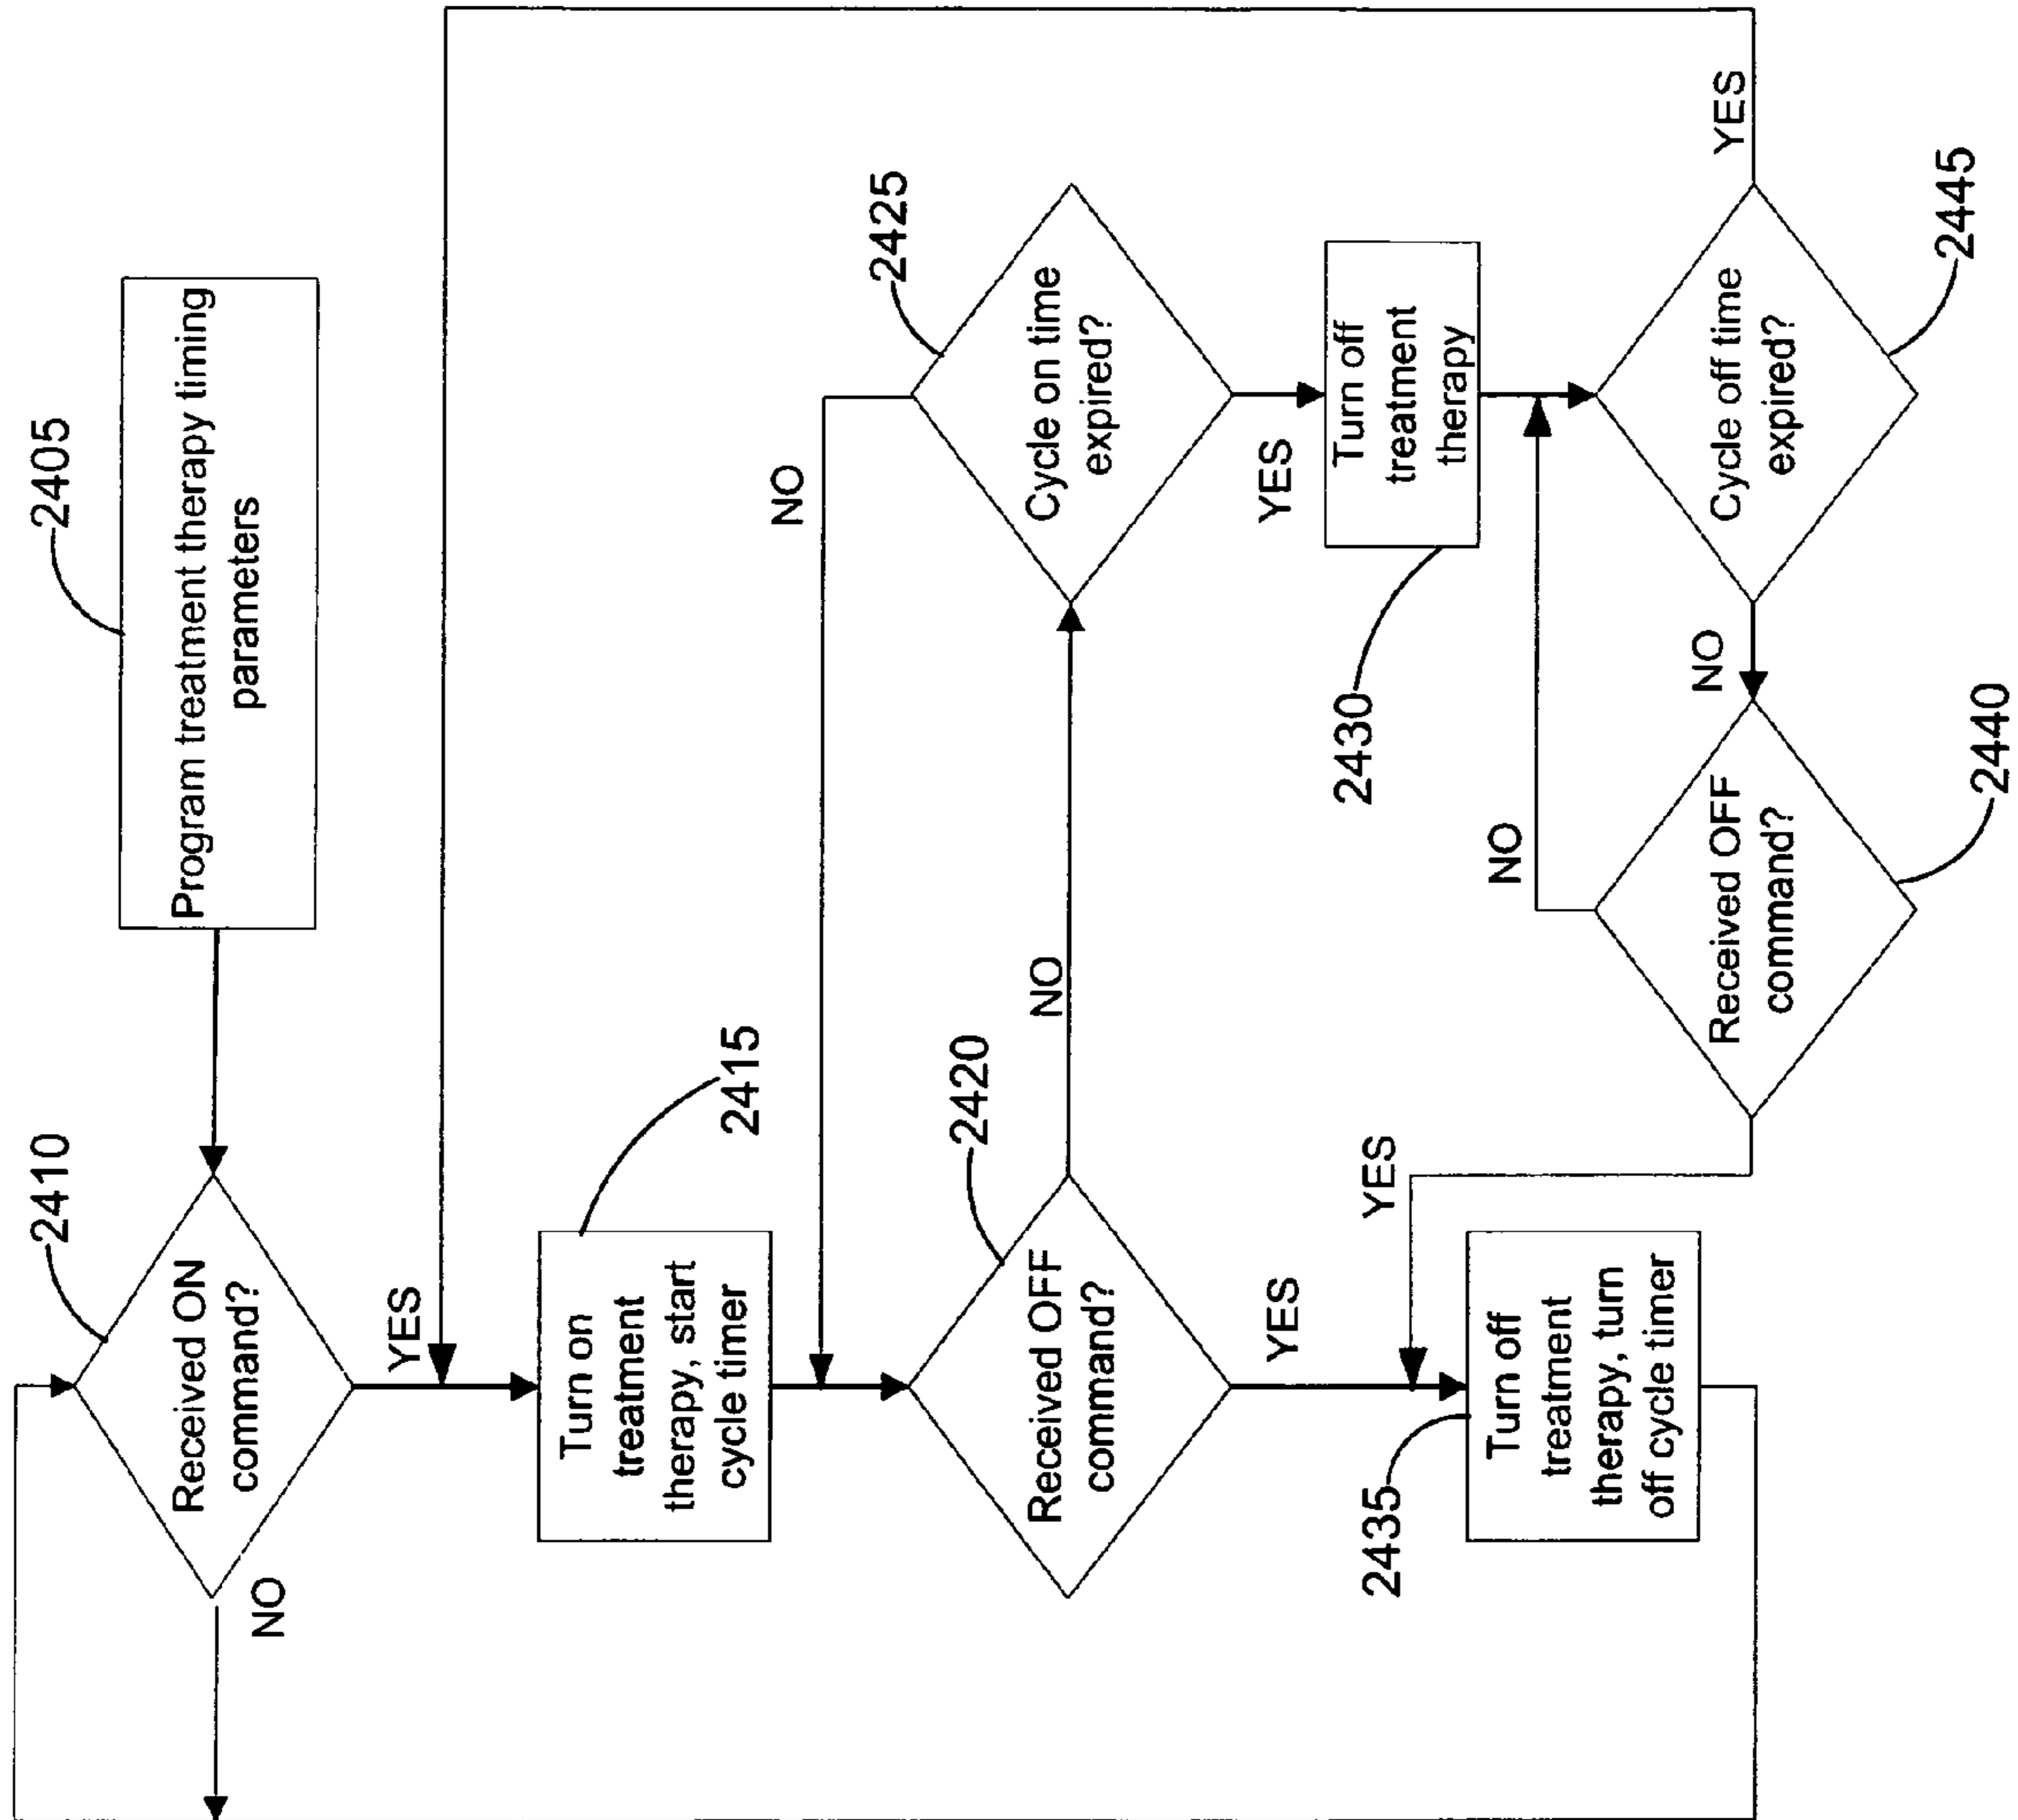 2405
Program treatment therapy timing
parameters
2410
Received ON
command?
NO
YES
2415
Turn on
treatment
therapy, start
cycle timer
2420
Received OFF
command?
NO
YES
2425
Cycle on time
expired?
NO
YES
2430
Turn off
treatment
therapy
2435
Turn off
treatment
therapy, turn
off cycle timer
2440
Received OFF
command?
NO
YES
2445
Cycle off time
expired?
NO
YES